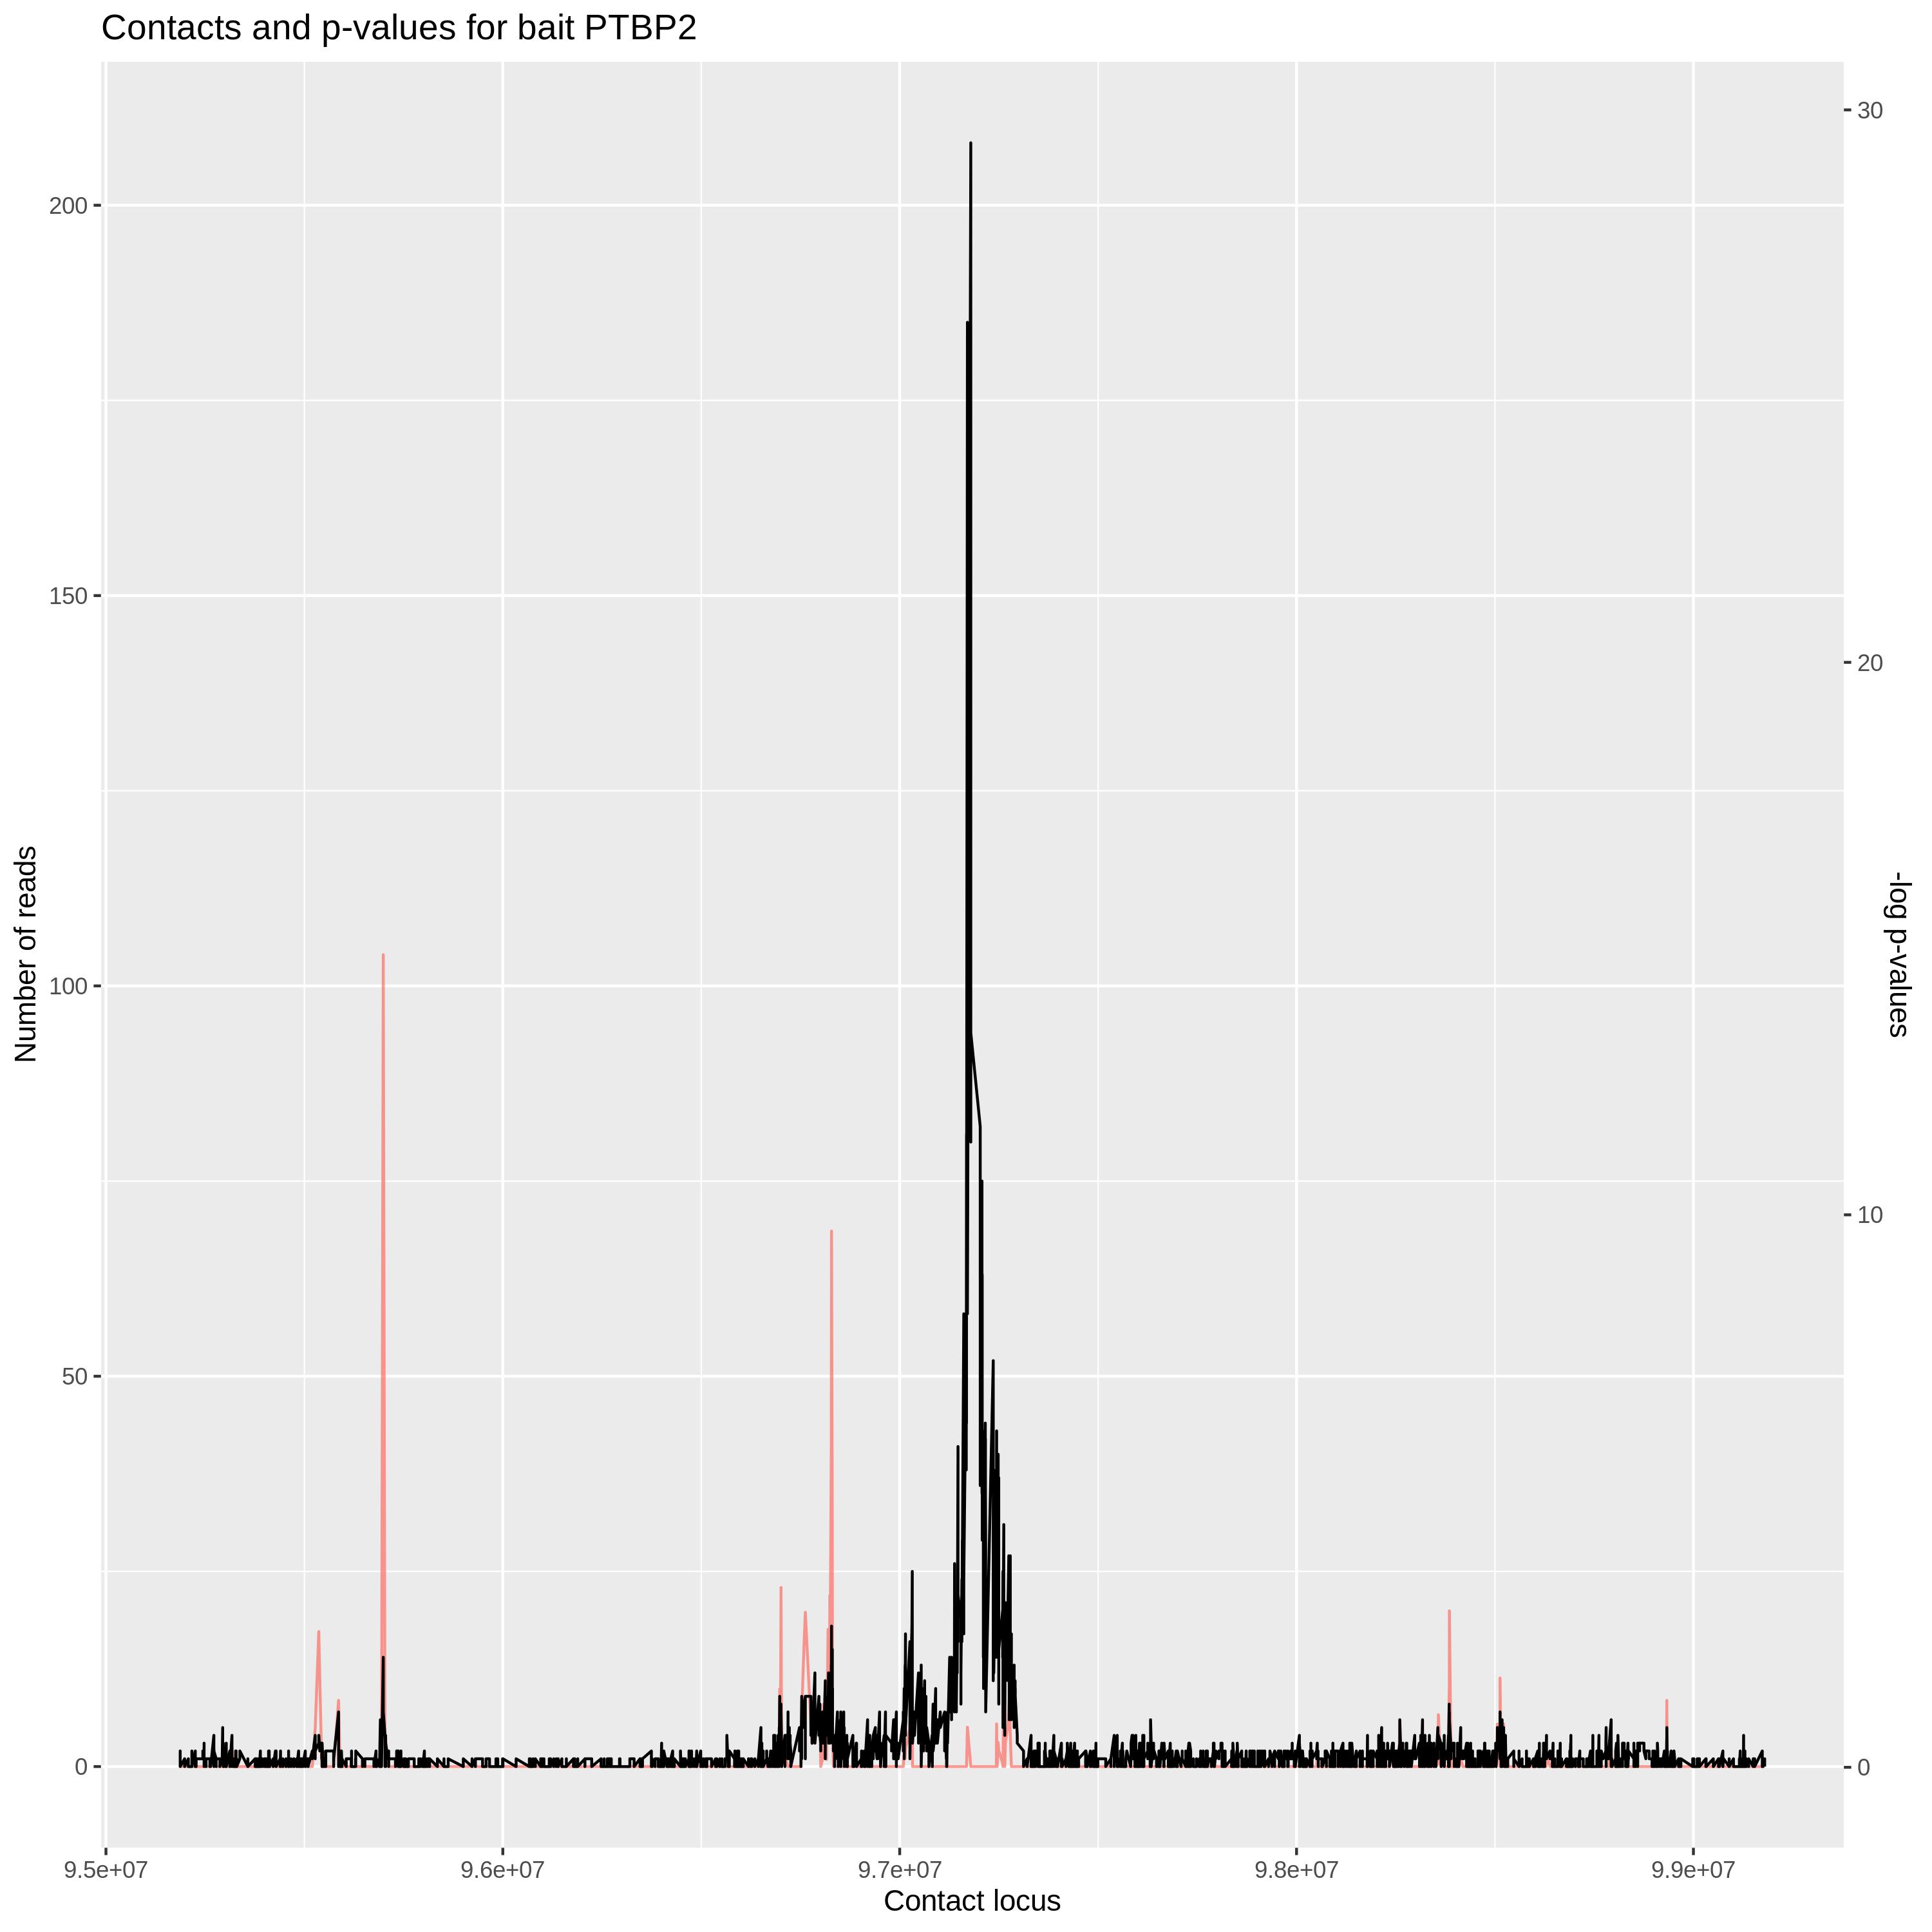 Contacts and p-values for bait PTBP2
200
150
100
50
0
Number of reads
30
20
10
0
-log p-values
9.5e+07
9.6e+07
9.7e+07
9.8e+07
9.9e+07
Contact locus